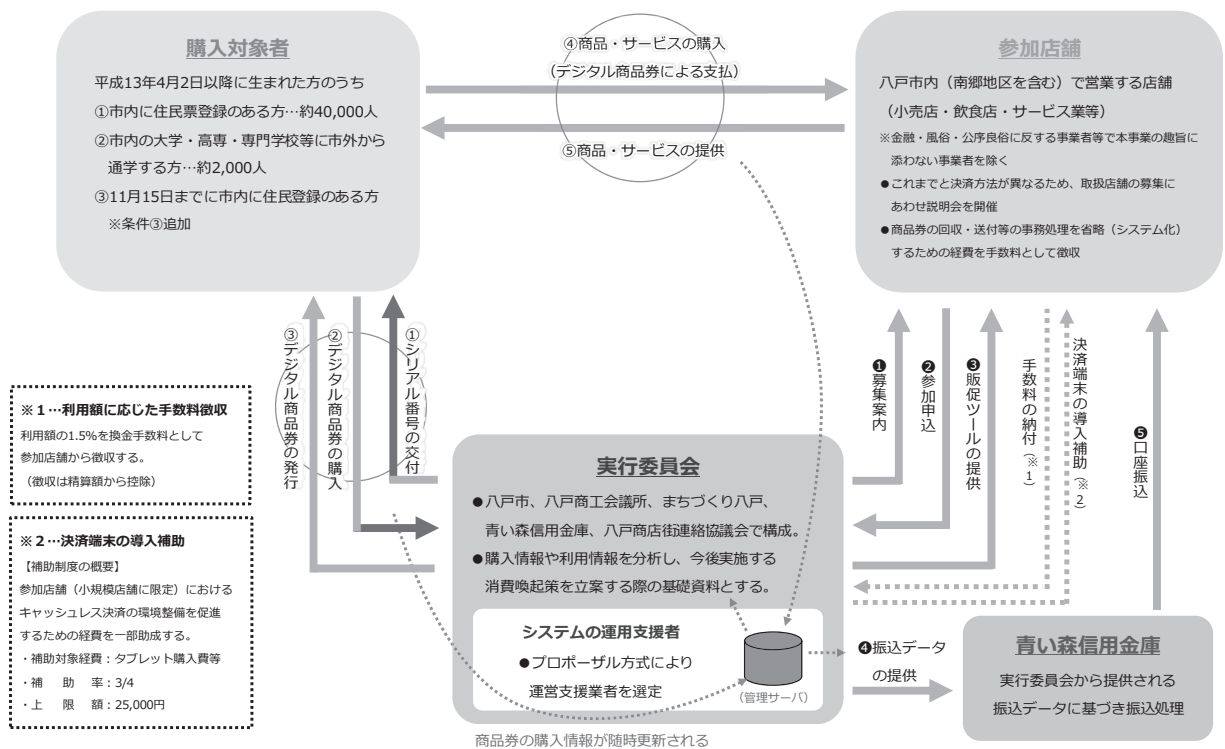 購入対象者
平成13年4月2日以降に生まれた方のうち
①市内に住民票登録のある方…約40,000人
②市内の大学・高専・専門学校等に市外から
通学する方…約2,000人
③11月15日までに市内に住民登録のある方
※条件③追加
④商品・サービスの購入
(デジタル商品券による支払)
⑤商品・サービスの提供
参加店舗
八戸市内（南郷地区を含む）で営業する店舗
（小売店・飲食店・サービス業等）
※金融・風俗・公序良俗に反する事業者等で本事業の趣旨に
添わない事業者を除く
●これまでと決済方法が異なるため、取扱店舗の募集に
あわせ説明会を開催
●商品券の回収・送付等の事務処理を省略（システム化）
するための経費を手数料として徴収
③デジタル商品券の発行
②デジタル商品券の購入
①シリアル番号の交付
❶募集案内
❷参加申込
❸販促ツールの提供
手数料の納付（※1）
決済端末の導入補助（※2）
❺口座振込
※１…利用額に応じた手数料徴収
利用額の1.5%を換金手数料として
参加店舗から徴収する。
（徴収は精算額から控除）
※２…決済端末の導入補助
【補助制度の概要】
参加店舗（小規模店舗に限定）における
キャッシュレス決済の環境整備を促進
するための経費を一部助成する。
・補助対象経費：タブレット購入費等
・補　助　率：3/4
・上　限　額：25,000円
実行委員会
●八戸市、八戸商工会議所、まちづくり八戸、
青い森信用金庫、八戸商店街連絡協議会で構成。
●購入情報や利用情報を分析し、今後実施する
消費喚起策を立案する際の基礎資料とする。
システムの運用支援者
●プロポーザル方式により
運営支援業者を選定
（管理サーバ）
❹振込データ
の提供
青い森信用金庫
実行委員会から提供される
振込データに基づき振込処理
商品券の購入情報が随時更新される